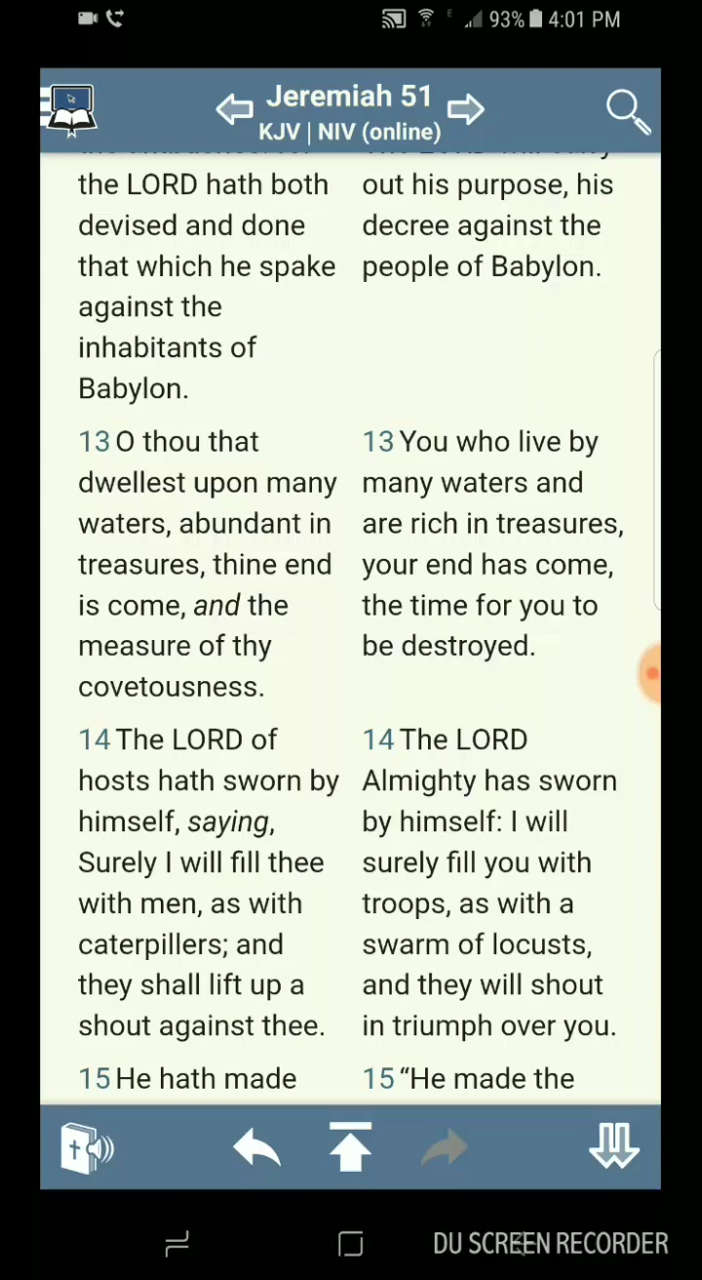 93% 4:01 PM
Jeremiah 51
KJV | NIV (online)
the LORD hath both
devised and done
that which he spake
against the
inhabitants of
Babylon.
out his purpose, his
decree against the
people of Babylon.
13 O thou that
dwellest upon many
waters, abundant in
treasures, thine end
is come, and the
measure of thy
covetousness.
13 You who live by
many waters and
are rich in treasures,
your end has come,
the time for you to
be destroyed.
14 The LORD of
hosts hath sworn by
himself, saying,
Surely I will fill thee
with men, as with
caterpillers; and
they shall lift up a
shout against thee.
14 The LORD
Almighty has sworn
by himself: I will
surely fill you with
troops, as with a
swarm of locusts,
and they will shout
in triumph over you.
15 He hath made
15 “He made the
DU SCREEN RECORDER